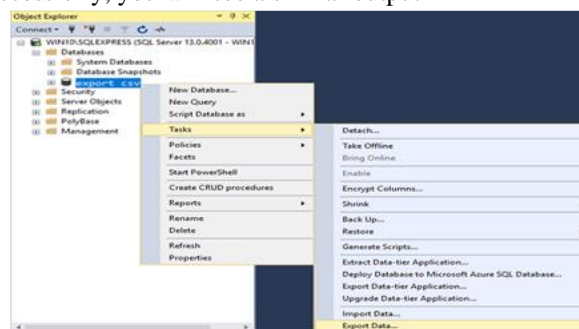 Object Explorer
Connect
WIN10\SQLEXPRESS (SQL Server 13.0.4001 - WIN1
Databases
System Databases
Database Snapshots
export csv
Security
Server Objects
Replication
PolyBase
Management
New Database...
New Query
Script Database as
Tasks
Policies
Facets
Start PowerShell
Create CRUD procedures
Reports
Rename
Delete
Refresh
Properties
Detach...
Take Offline
Bring Online
Enable
Encrypt Columns...
Shrink
Back Up...
Restore
Generate Scripts...
Extract Data-tier Application...
Deploy Database to Microsoft Azure SQL Database...
Export Data-tier Application...
Upgrade Data-tier Application...
Import Data...
Export Data...